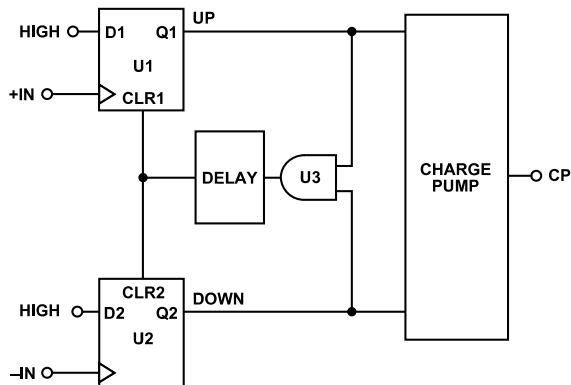 UP
HIGH
D1
Q1
U1
+IN
CLR1
DELAY
U3
CHARGE
PUMP
CP
CLR2
DOWN
HIGH
D2
Q2
U2
–IN